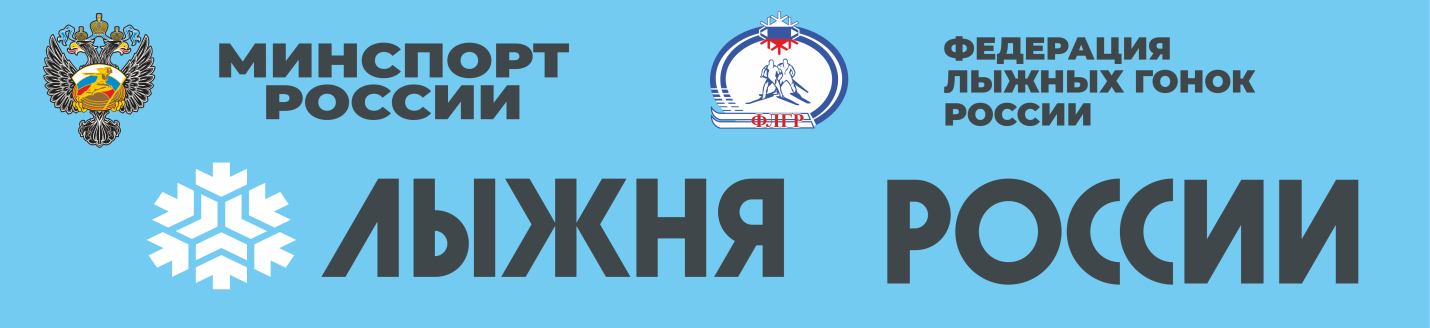 МИНСПОРТ
РОССИИ
ФЛГР
ФЕДЕРАЦИЯ
ЛЫЖНЫХ ГОНОК
РОССИИ
ЛЫЖНЯ РОССИИ